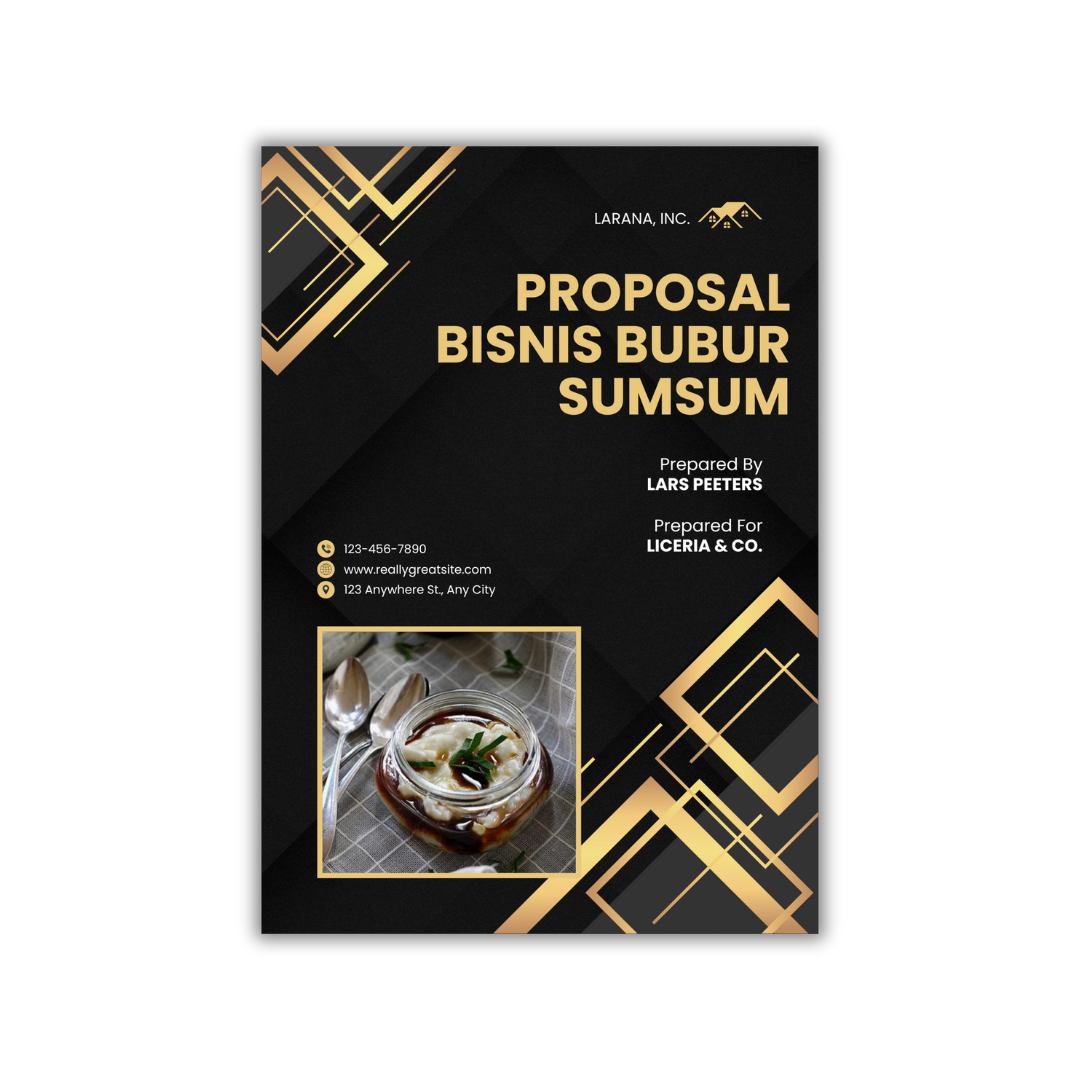 LARANA, INC.
PROPOSAL
BISNIS BUBUR
SUMSUM
Prepared By
LARS PEETERS
Prepared For
LICERIA & CO.
123-456-7890
www.reallygreatsite.com
123 Anywhere St., Any City